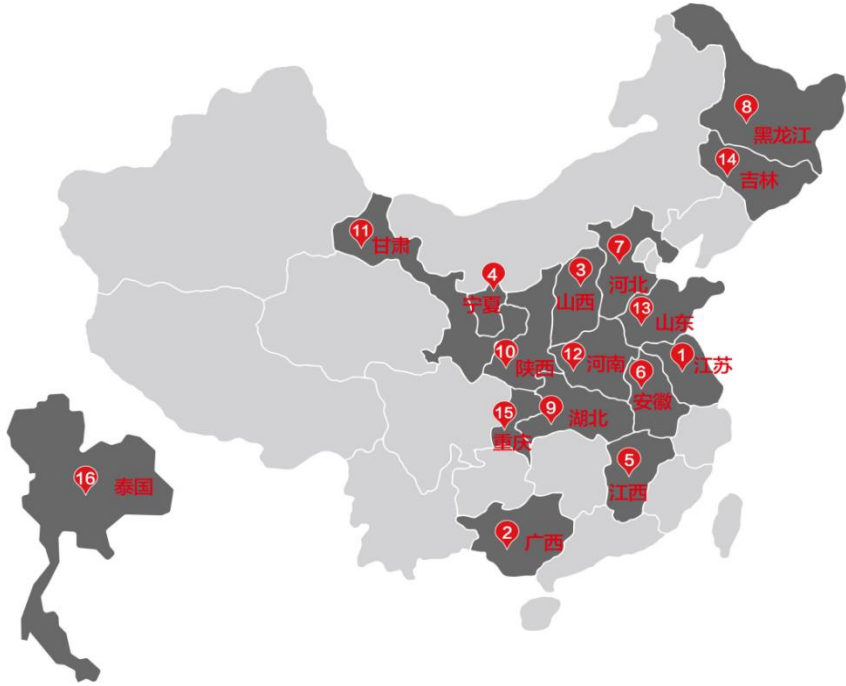 8
黑龙江
14
吉林
11
甘肃
7
河北
3
山西
4
宁夏
13
山东
10
陕西
12
河南
1
江苏
6
安徽
15
重庆
9
湖北
5
江西
16
泰国
2
广西